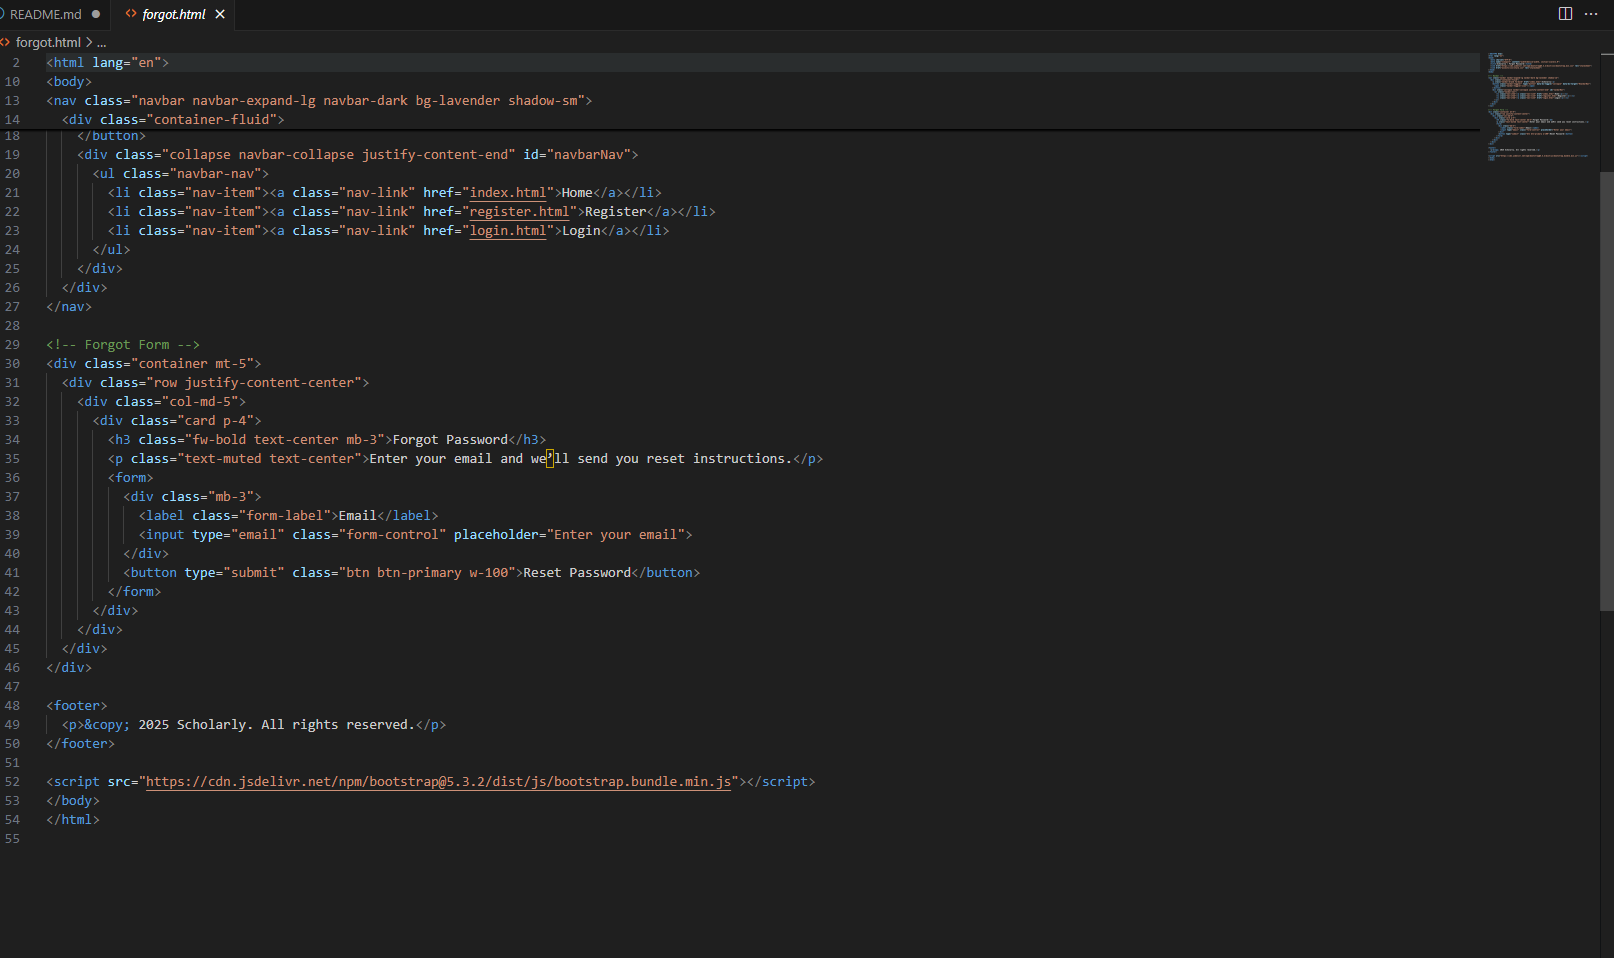 README.md ●
<> forgot.html ×
<> forgot.html > ...
2 <html lang="en">
10 <body>
13 <nav class="navbar navbar-expand-lg navbar-dark bg-lavender shadow-sm">
14   <div class="container-fluid">
18     </button>
19     <div class="collapse navbar-collapse justify-content-end" id="navbarNav">
20       <ul class="navbar-nav">
21         <li class="nav-item"><a class="nav-link" href="index.html">Home</a></li>
22         <li class="nav-item"><a class="nav-link" href="register.html">Register</a></li>
23         <li class="nav-item"><a class="nav-link" href="login.html">Login</a></li>
24       </ul>
25     </div>
26   </div>
27 </nav>
28
29 <!-- Forgot Form -->
30 <div class="container mt-5">
31   <div class="row justify-content-center">
32     <div class="col-md-5">
33       <div class="card p-4">
34         <h3 class="fw-bold text-center mb-3">Forgot Password</h3>
35         <p class="text-muted text-center">Enter your email and we’ll send you reset instructions.</p>
36         <form>
37           <div class="mb-3">
38             <label class="form-label">Email</label>
39             <input type="email" class="form-control" placeholder="Enter your email">
40           </div>
41           <button type="submit" class="btn btn-primary w-100">Reset Password</button>
42         </form>
43       </div>
44     </div>
45   </div>
46 </div>
47
48 <footer>
49   <p>&copy; 2025 Scholarly. All rights reserved.</p>
50 </footer>
51
52 <script src="https://cdn.jsdelivr.net/npm/bootstrap@5.3.2/dist/js/bootstrap.bundle.min.js"></script>
53 </body>
54 </html>
55